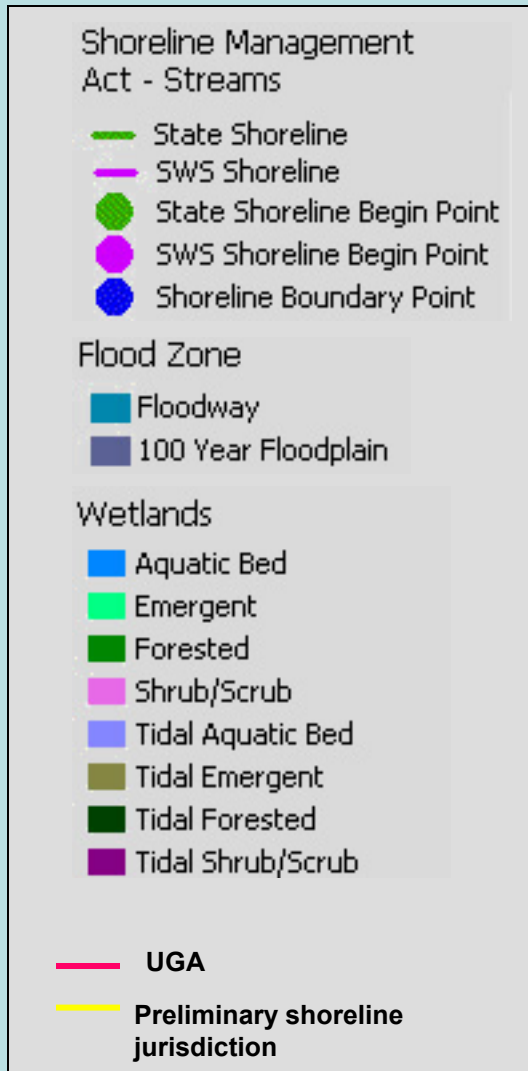 Shoreline Management
Act - Streams
State Shoreline
SWS Shoreline
State Shoreline Begin Point
SWS Shoreline Begin Point
Shoreline Boundary Point
Flood Zone
Floodway
100 Year Floodplain
Wetlands
Aquatic Bed
Emergent
Forested
Shrub/Scrub
Tidal Aquatic Bed
Tidal Emergent
Tidal Forested
Tidal Shrub/Scrub
UGA
Preliminary shoreline
jurisdiction